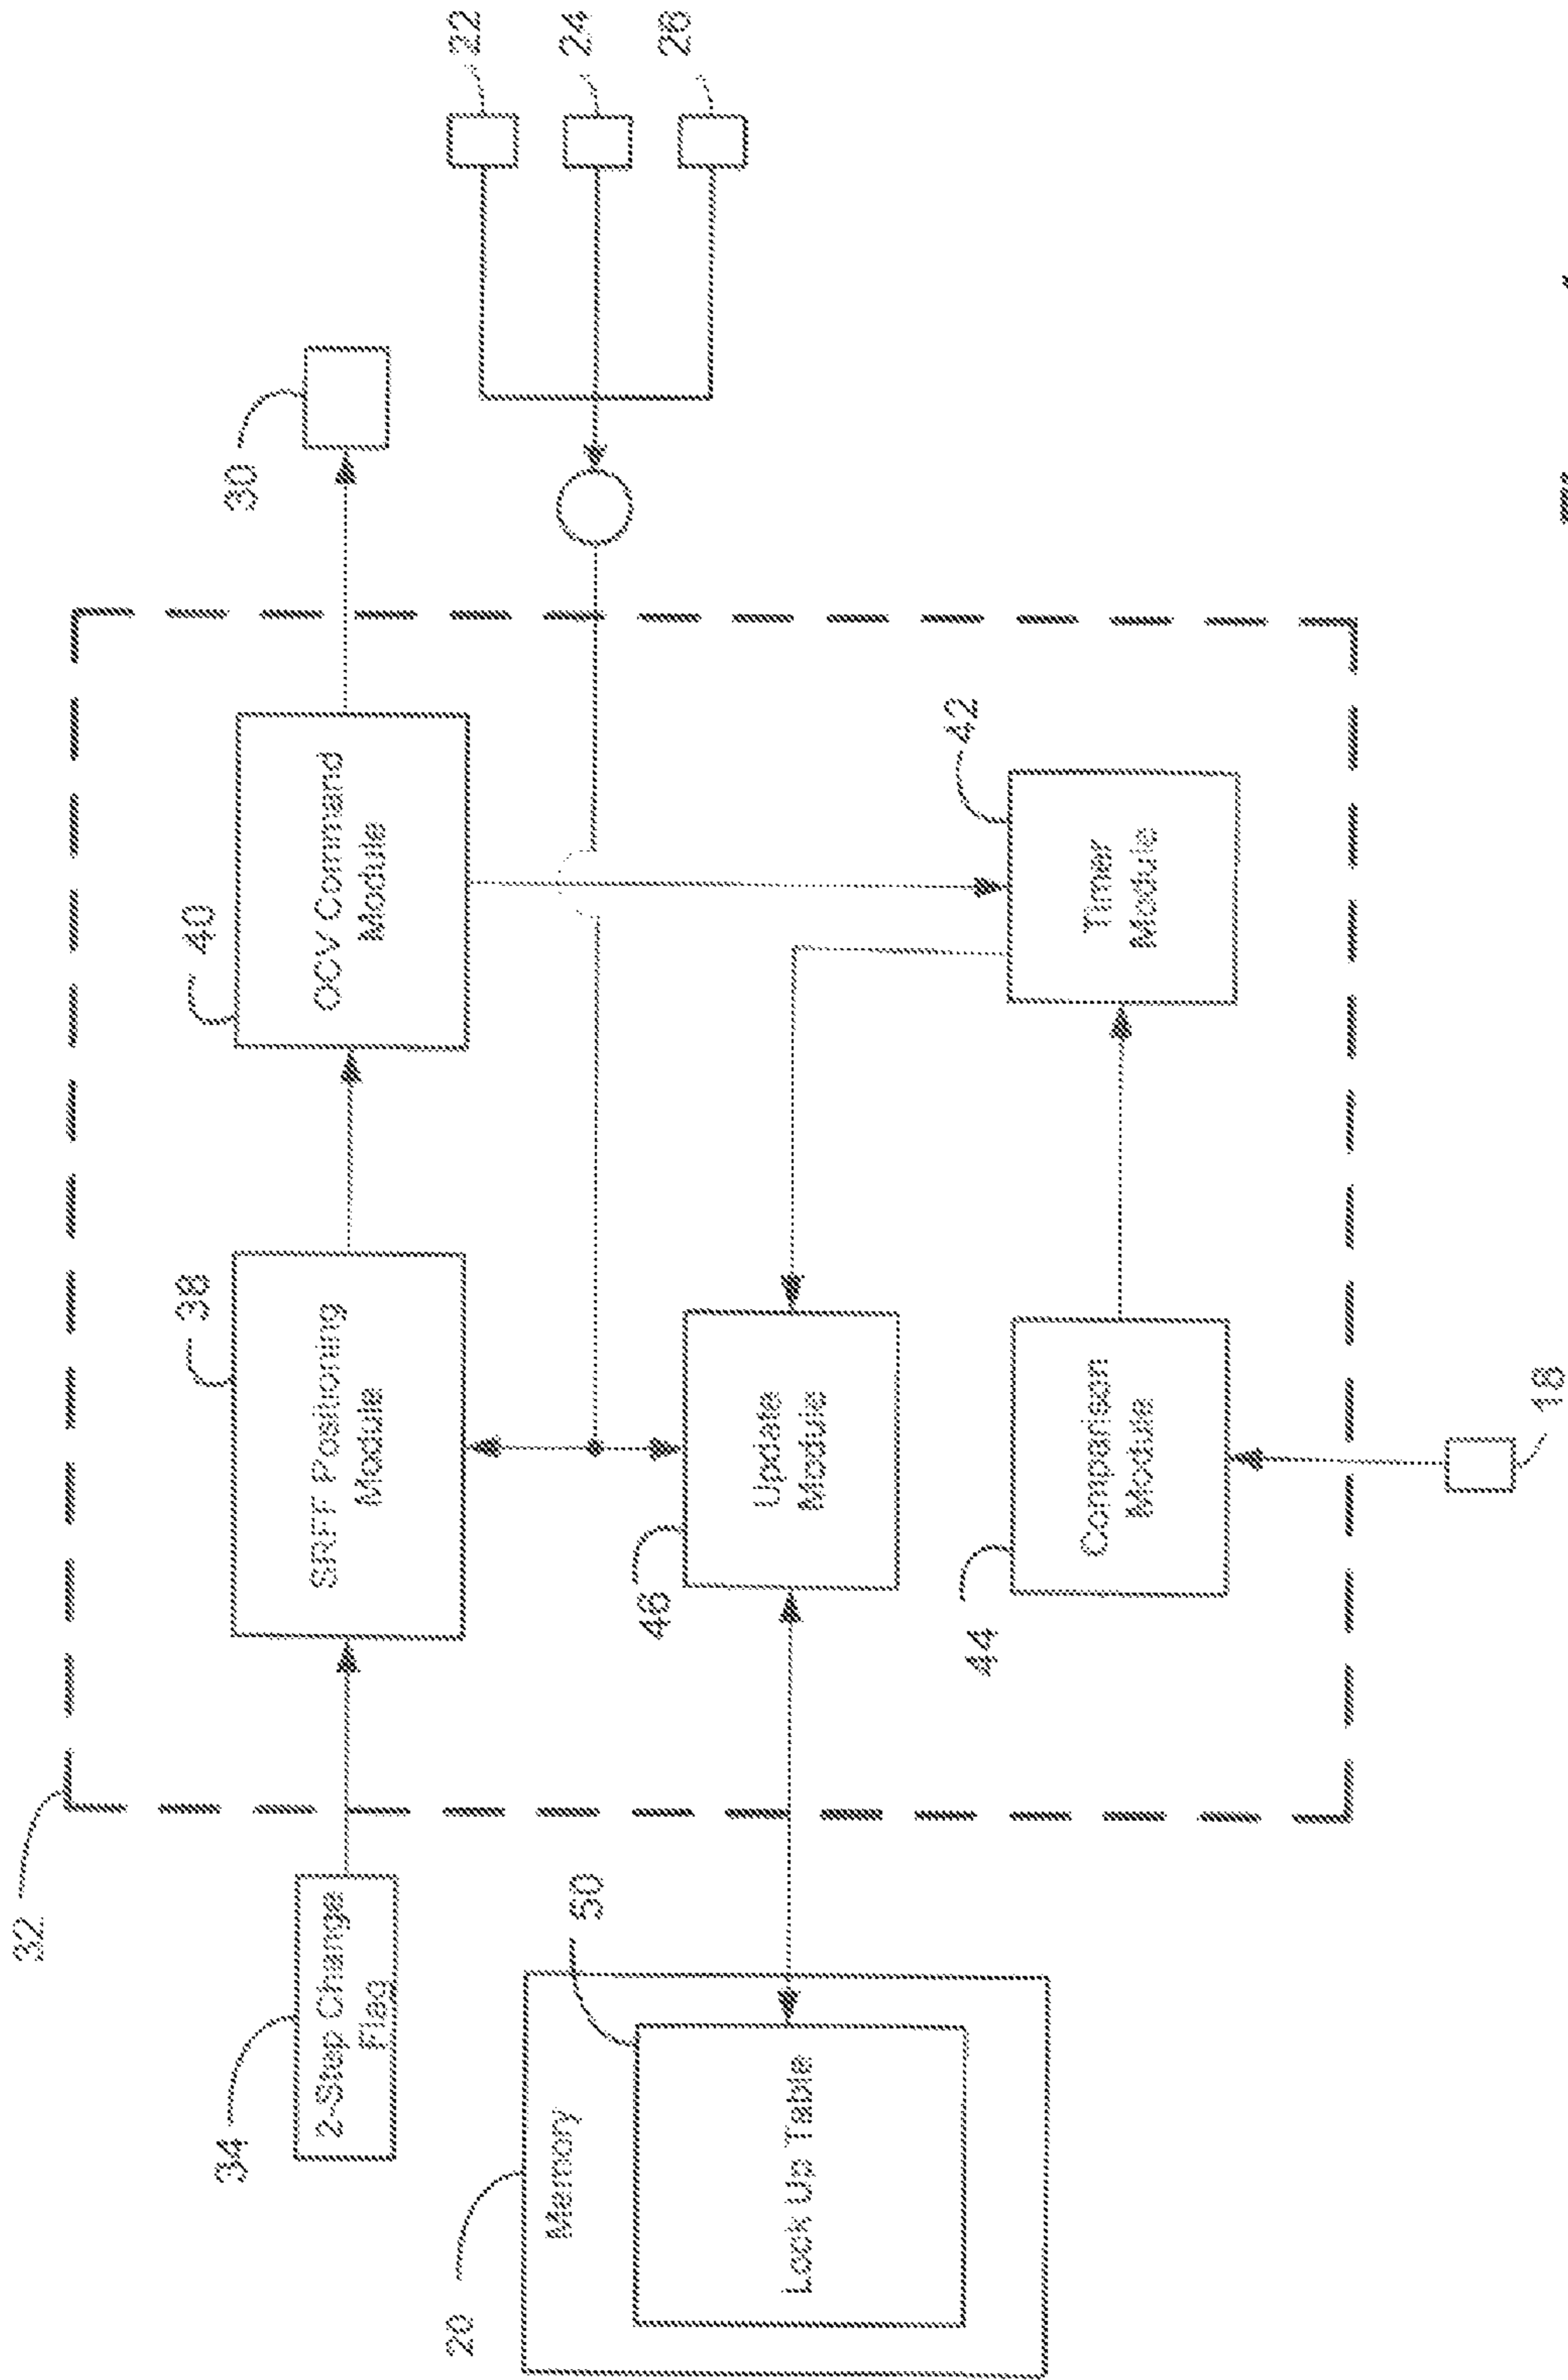 32
34
2-Step Change
Flag
38
SRFF Positioning
Module
40
OCV Command
Module
30
22
24
26
20
Memory
50
Look Up Table
46
Update
Module
42
Timer
Module
44
Comparison
Module
18